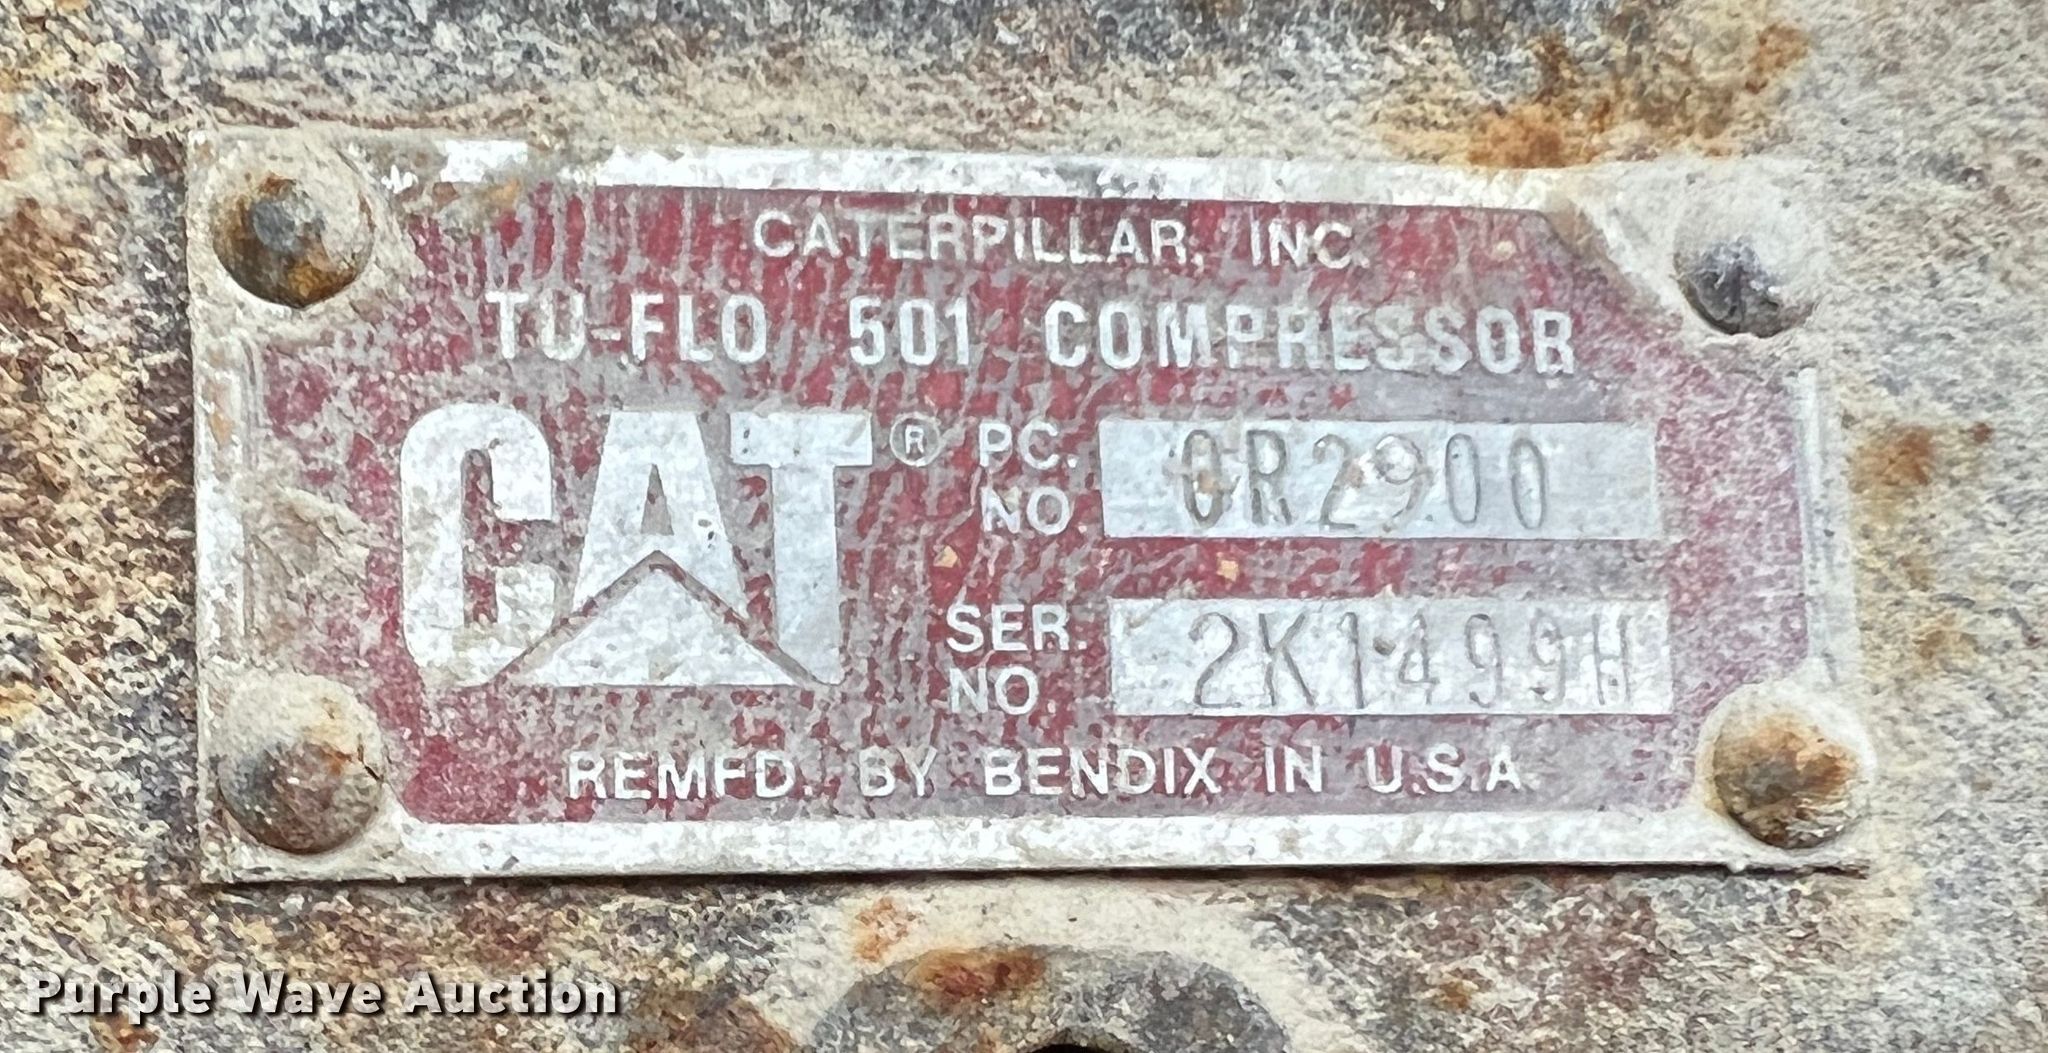 CATERPILLAR, INC.
TU-FLO 501 COMPRESSOR
CAT ® PC. NO 0R2900
SER. NO. 2K1499H
REMFD. BY BENDIX IN U.S.A.
Purple Wave Auction